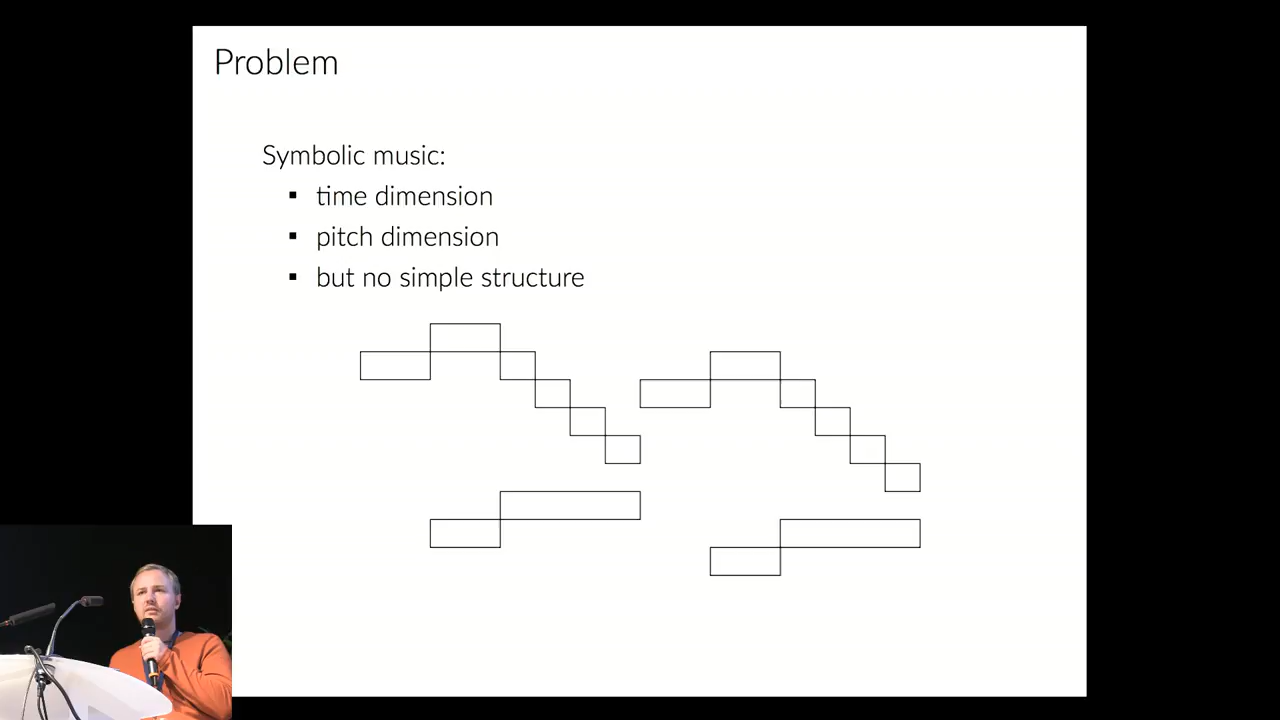 Problem
Symbolic music:
▪ time dimension
▪ pitch dimension
▪ but no simple structure